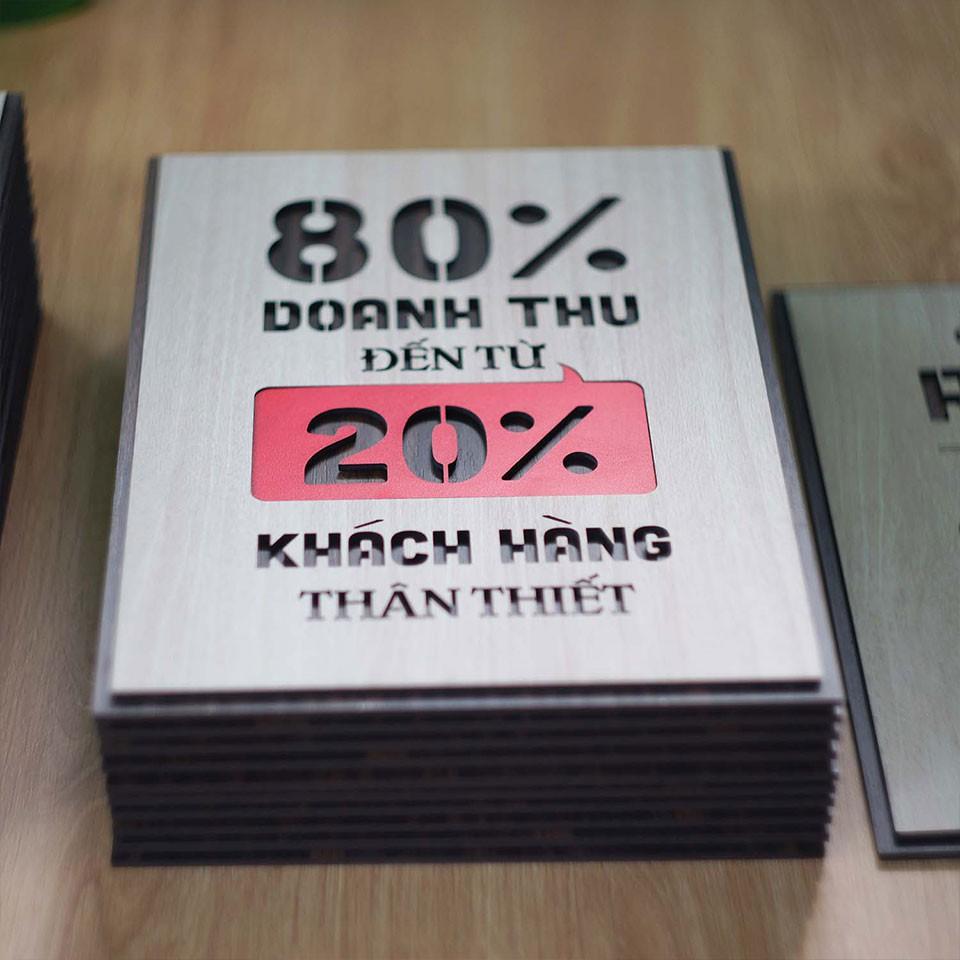 80%
DOANH THU
ĐẾN TỪ
20%
KHÁCH HÀNG
THÂN THIẾT